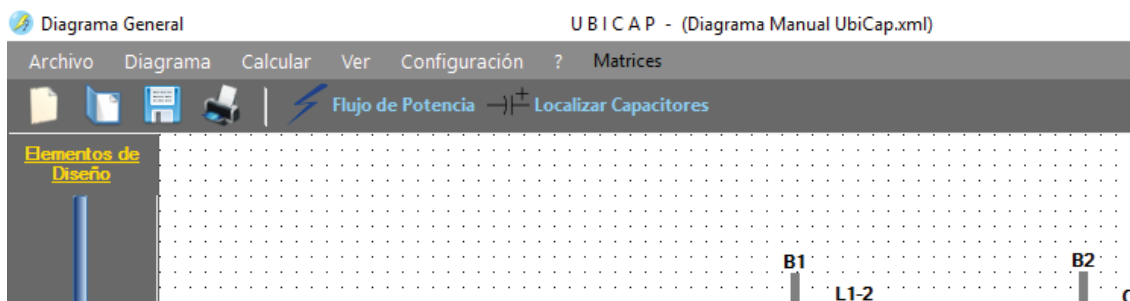 Diagrama General U B I C A P - (Diagrama Manual UbiCap.xml)
Archivo Diagrama Calcular Ver Configuración ? Matrices
Flujo de Potencia Localizar Capacitores
Elementos de
Diseño
B1 B2
L1-2